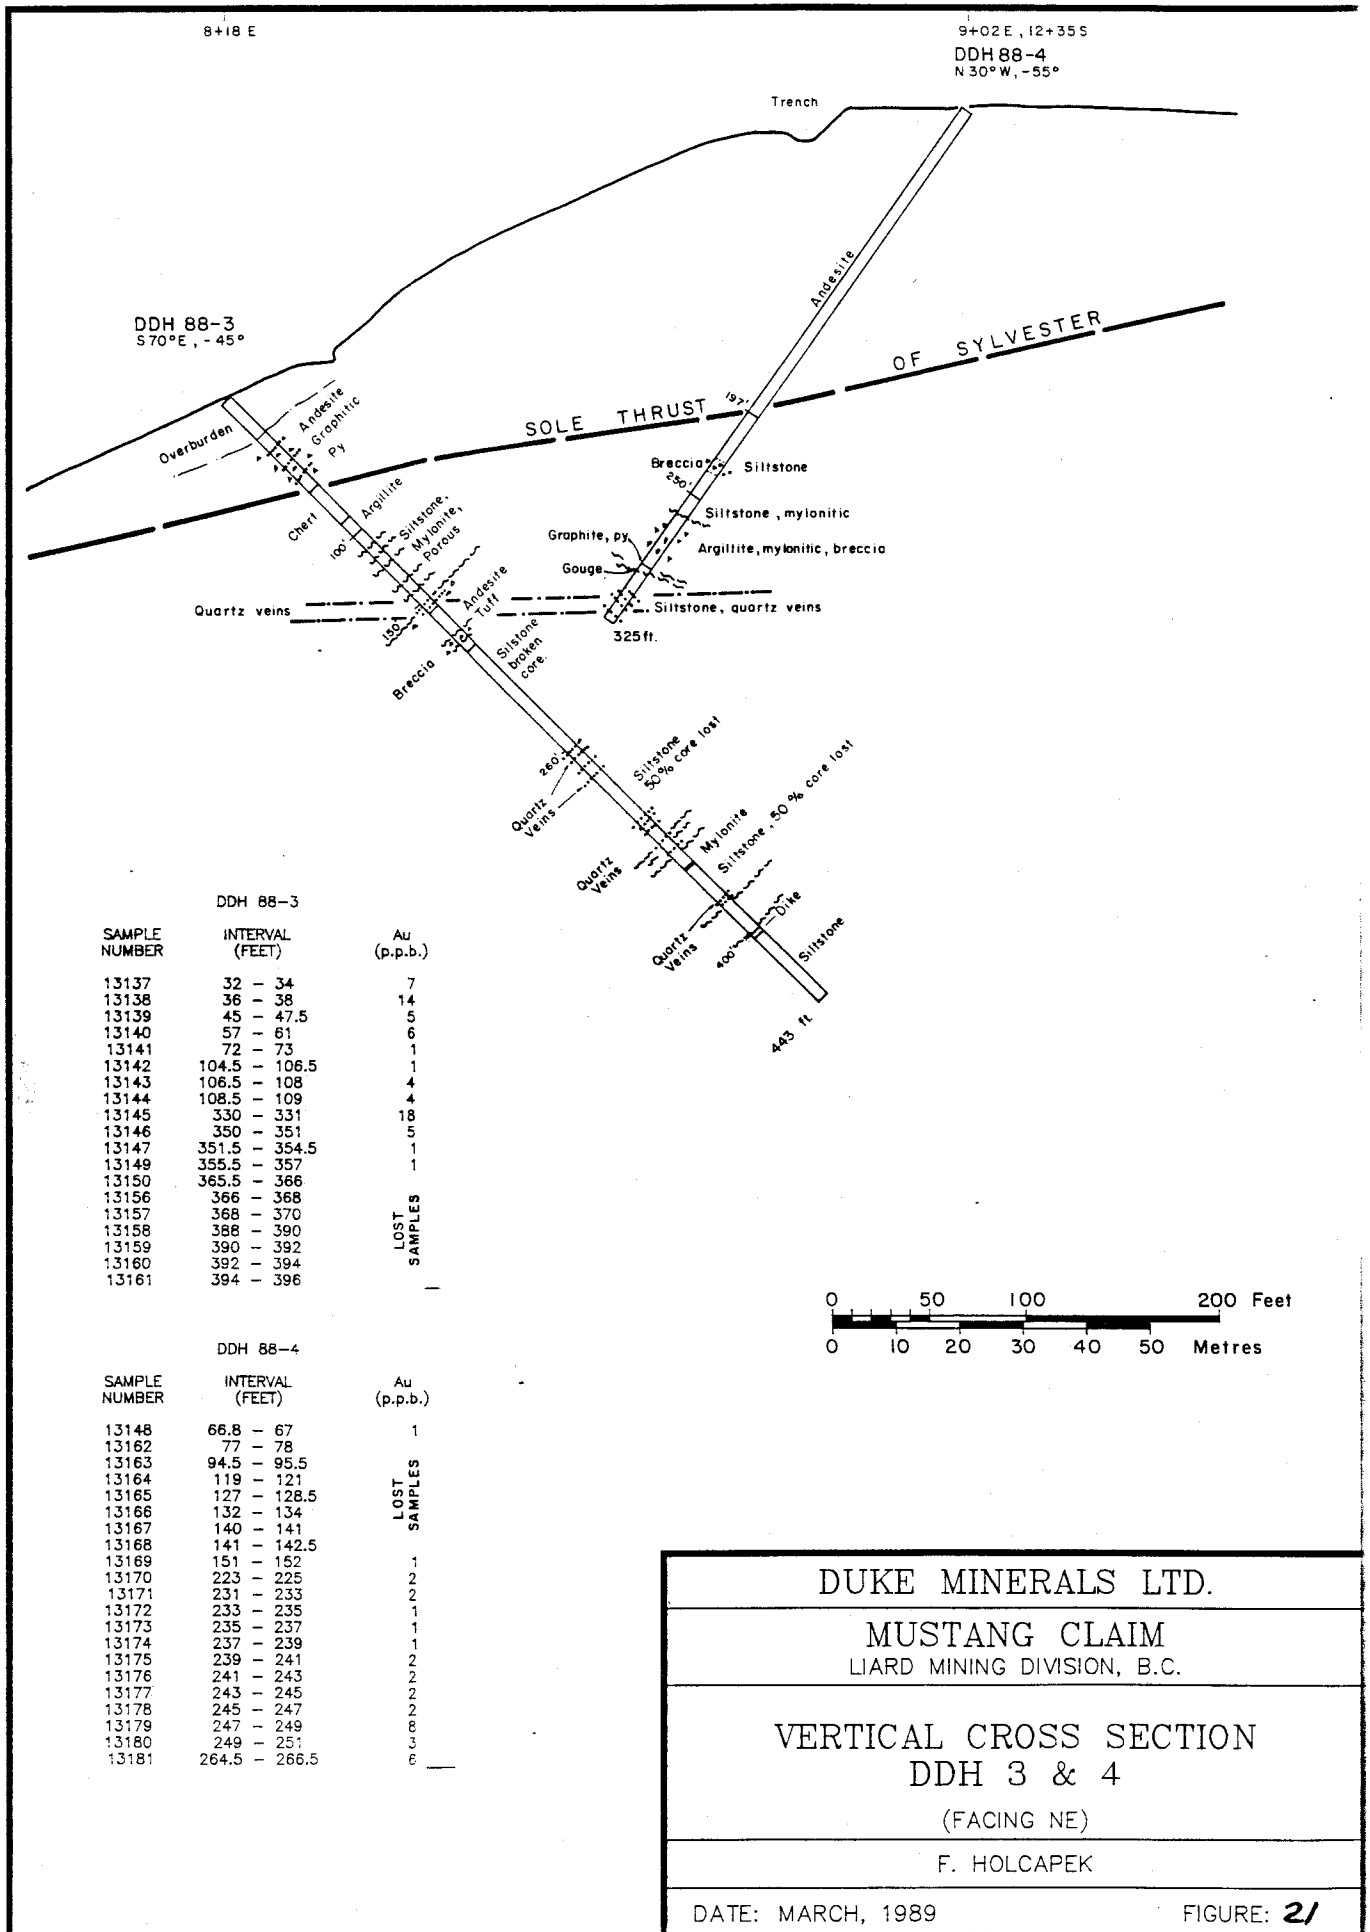 8+18 E
9+02 E, 12+35 S
DDH 88-4
N 30° W, -55°
Trench
Andesite
DDH 88-3
S 70° E, -45°
SOLE THRUST OF SYLVESTER
197'
Overburden
Andesite
Graphitic
Py
Breccia
Siltstone
250'
Chert
Argillite
100'
Siltstone,
Mylonite,
Porous
Siltstone, mylonitic
Graphite, py
Argillite, mylonitic, breccia
Gouge
Quartz veins
Andesite
Tuff
Siltstone, quartz veins
150'
325 ft.
Breccia
Silstone
broken
core.
260'
Quartz
Veins
Siltstone
50% core lost
Quartz
Veins
Mylonite
Siltstone, 50% core lost
Quartz
Veins
400'
Dike
Siltstone
443 ft.
DDH 88-3
SAMPLE NUMBER INTERVAL (FEET) Au (p.p.b.)
13137 32 - 34 7
13138 36 - 38 14
13139 45 - 47.5 5
13140 57 - 61 6
13141 72 - 73 1
13142 104.5 - 106.5 1
13143 106.5 - 108 4
13144 108.5 - 109 4
13145 330 - 331 18
13146 350 - 351 5
13147 351.5 - 354.5 1
13149 355.5 - 357 1
13150 365.5 - 366
13156 366 - 368
13157 368 - 370
13158 388 - 390
13159 390 - 392
13160 392 - 394
13161 394 - 396
LOST
SAMPLES
0 50 100 200 Feet
0 10 20 30 40 50 Metres
DDH 88-4
SAMPLE NUMBER INTERVAL (FEET) Au (p.p.b.)
13148 66.8 - 67 1
13162 77 - 78
13163 94.5 - 95.5
13164 119 - 121
13165 127 - 128.5
13166 132 - 134
13167 140 - 141
13168 141 - 142.5
LOST
SAMPLES
13169 151 - 152 1
13170 223 - 225 2
13171 231 - 233 2
13172 233 - 235 1
13173 235 - 237 1
13174 237 - 239 1
13175 239 - 241 2
13176 241 - 243 2
13177 243 - 245 2
13178 245 - 247 2
13179 247 - 249 8
13180 249 - 251 3
13181 264.5 - 266.5 6
DUKE MINERALS LTD.
MUSTANG CLAIM
LIARD MINING DIVISION, B.C.
VERTICAL CROSS SECTION
DDH 3 & 4
(FACING NE)
F. HOLCAPEK
DATE: MARCH, 1989 FIGURE: 21